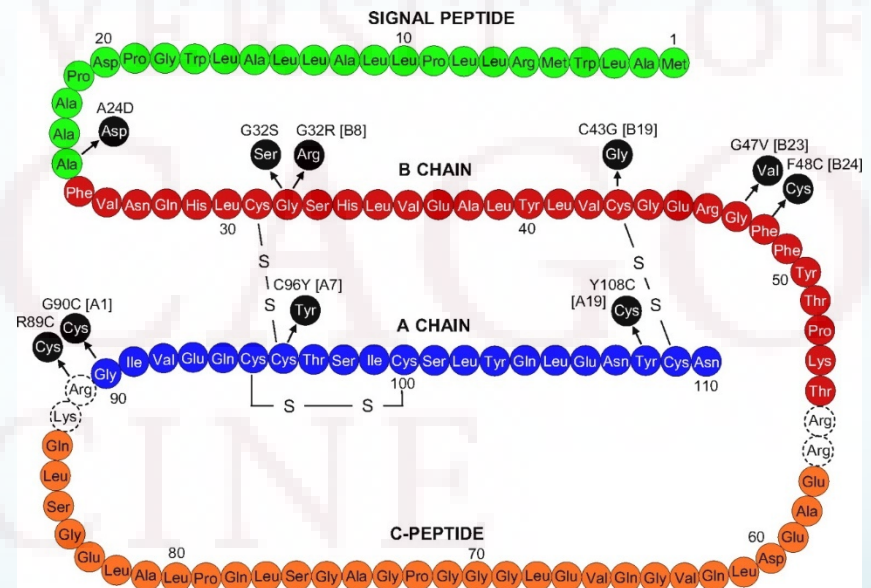 VERSITY OF
SIGNAL PEPTIDE
20 10 1
Asp Pro Gly Trp Leu Ala Leu Leu Ala Leu Leu Pro Leu Leu Arg Met Trp Leu Ala Met
Pro
Ala
Ala
Ala
A24D
Asp
G32S
Ser
G32R [B8]
Arg
C43G [B19]
Gly
G47V [B23]
Val
F48C [B24]
Cys
B CHAIN
CAGO
Phe Val Asn Gln His Leu Cys Gly Ser His Leu Val Glu Ala Leu Tyr Leu Val Cys Gly Glu Arg Gly Phe Phe Tyr Thr Pro Lys Thr
30 40 50
S S
S S
C96Y [A7]
Tyr
Y108C
[A19]
Cys
G90C [A1]
Cys
R89C
Cys
A CHAIN
Gly Ile Val Glu Gln Cys Cys Thr Ser Ile Cys Ser Leu Tyr Gln Leu Glu Asn Tyr Cys Asn
90 100 110
S S
Arg
Lys
Arg
Arg
CINE
Gln
Leu
Ser
Gly
Glu
Glu
Ala
Glu
C-PEPTIDE
80 70 60
Leu Ala Leu Pro Gln Leu Ser Gly Ala Gly Pro Gly Gly Gly Leu Glu Val Gln Gly Val Gln Leu Asp